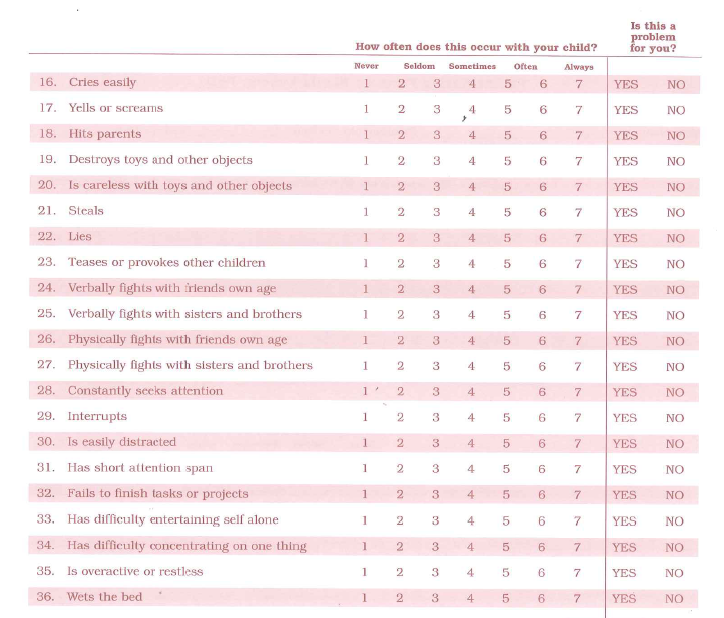 Is this a
problem
How often does this occur with your child? for you?
Never Seldom Sometimes Often Always
16. Cries easily 1 2 3 4 5 6 7 YES NO
17. Yells or screams 1 2 3 4 5 6 7 YES NO
18. Hits parents 1 2 3 4 5 6 7 YES NO
19. Destroys toys and other objects 1 2 3 4 5 6 7 YES NO
20. Is careless with toys and other objects 1 2 3 4 5 6 7 YES NO
21. Steals 1 2 3 4 5 6 7 YES NO
22. Lies 1 2 3 4 5 6 7 YES NO
23. Teases or provokes other children 1 2 3 4 5 6 7 YES NO
24. Verbally fights with friends own age 1 2 3 4 5 6 7 YES NO
25. Verbally fights with sisters and brothers 1 2 3 4 5 6 7 YES NO
26. Physically fights with friends own age 1 2 3 4 5 6 7 YES NO
27. Physically fights with sisters and brothers 1 2 3 4 5 6 7 YES NO
28. Constantly seeks attention 1 2 3 4 5 6 7 YES NO
29. Interrupts 1 2 3 4 5 6 7 YES NO
30. Is easily distracted 1 2 3 4 5 6 7 YES NO
31. Has short attention span 1 2 3 4 5 6 7 YES NO
32. Fails to finish tasks or projects 1 2 3 4 5 6 7 YES NO
33. Has difficulty entertaining self alone 1 2 3 4 5 6 7 YES NO
34. Has difficulty concentrating on one thing 1 2 3 4 5 6 7 YES NO
35. Is overactive or restless 1 2 3 4 5 6 7 YES NO
36. Wets the bed 1 2 3 4 5 6 7 YES NO